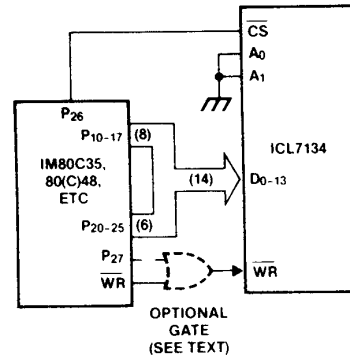 CS
A0
A1
P26
P10-17
(8)
IM80C35,
80(C)48,
ETC
ICL7134
(14)
D0-13
P20-25
(6)
P27
WR
WR
OPTIONAL
GATE
(SEE TEXT)